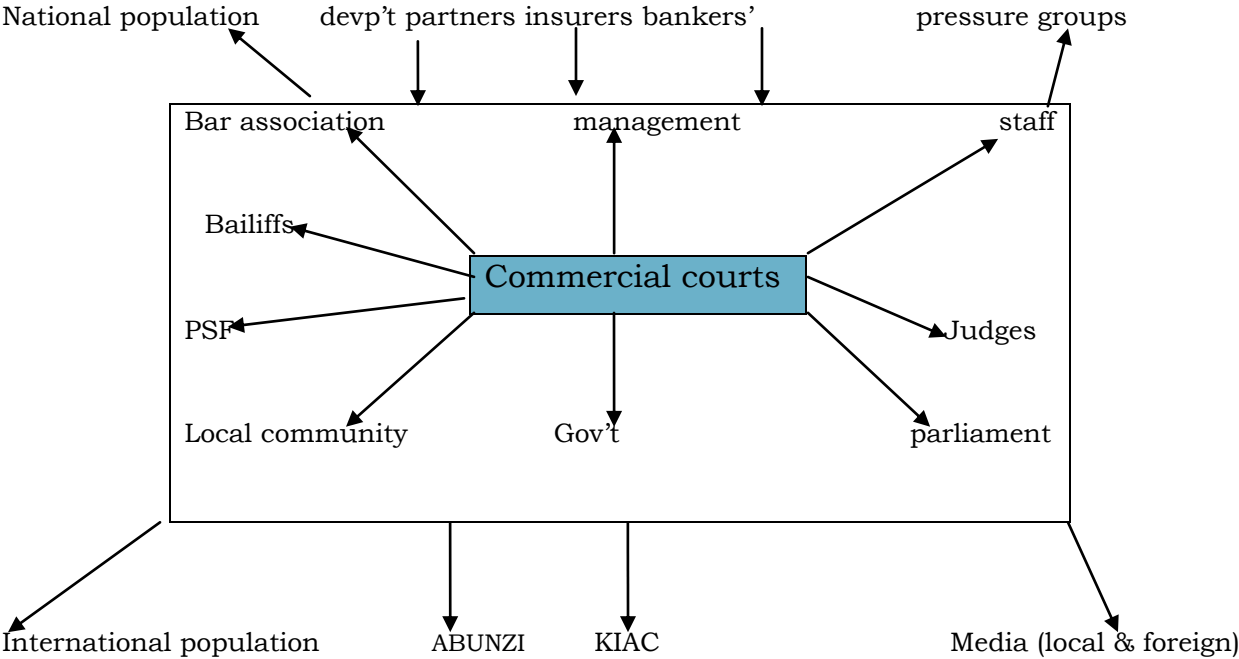 National population devp't partners insurers bankers’ pressure groups
Bar association management staff
Bailiffs
Commercial courts
PSF Judges
Local community Gov't parliament
International population ABUNZI KIAC Media (local & foreign)